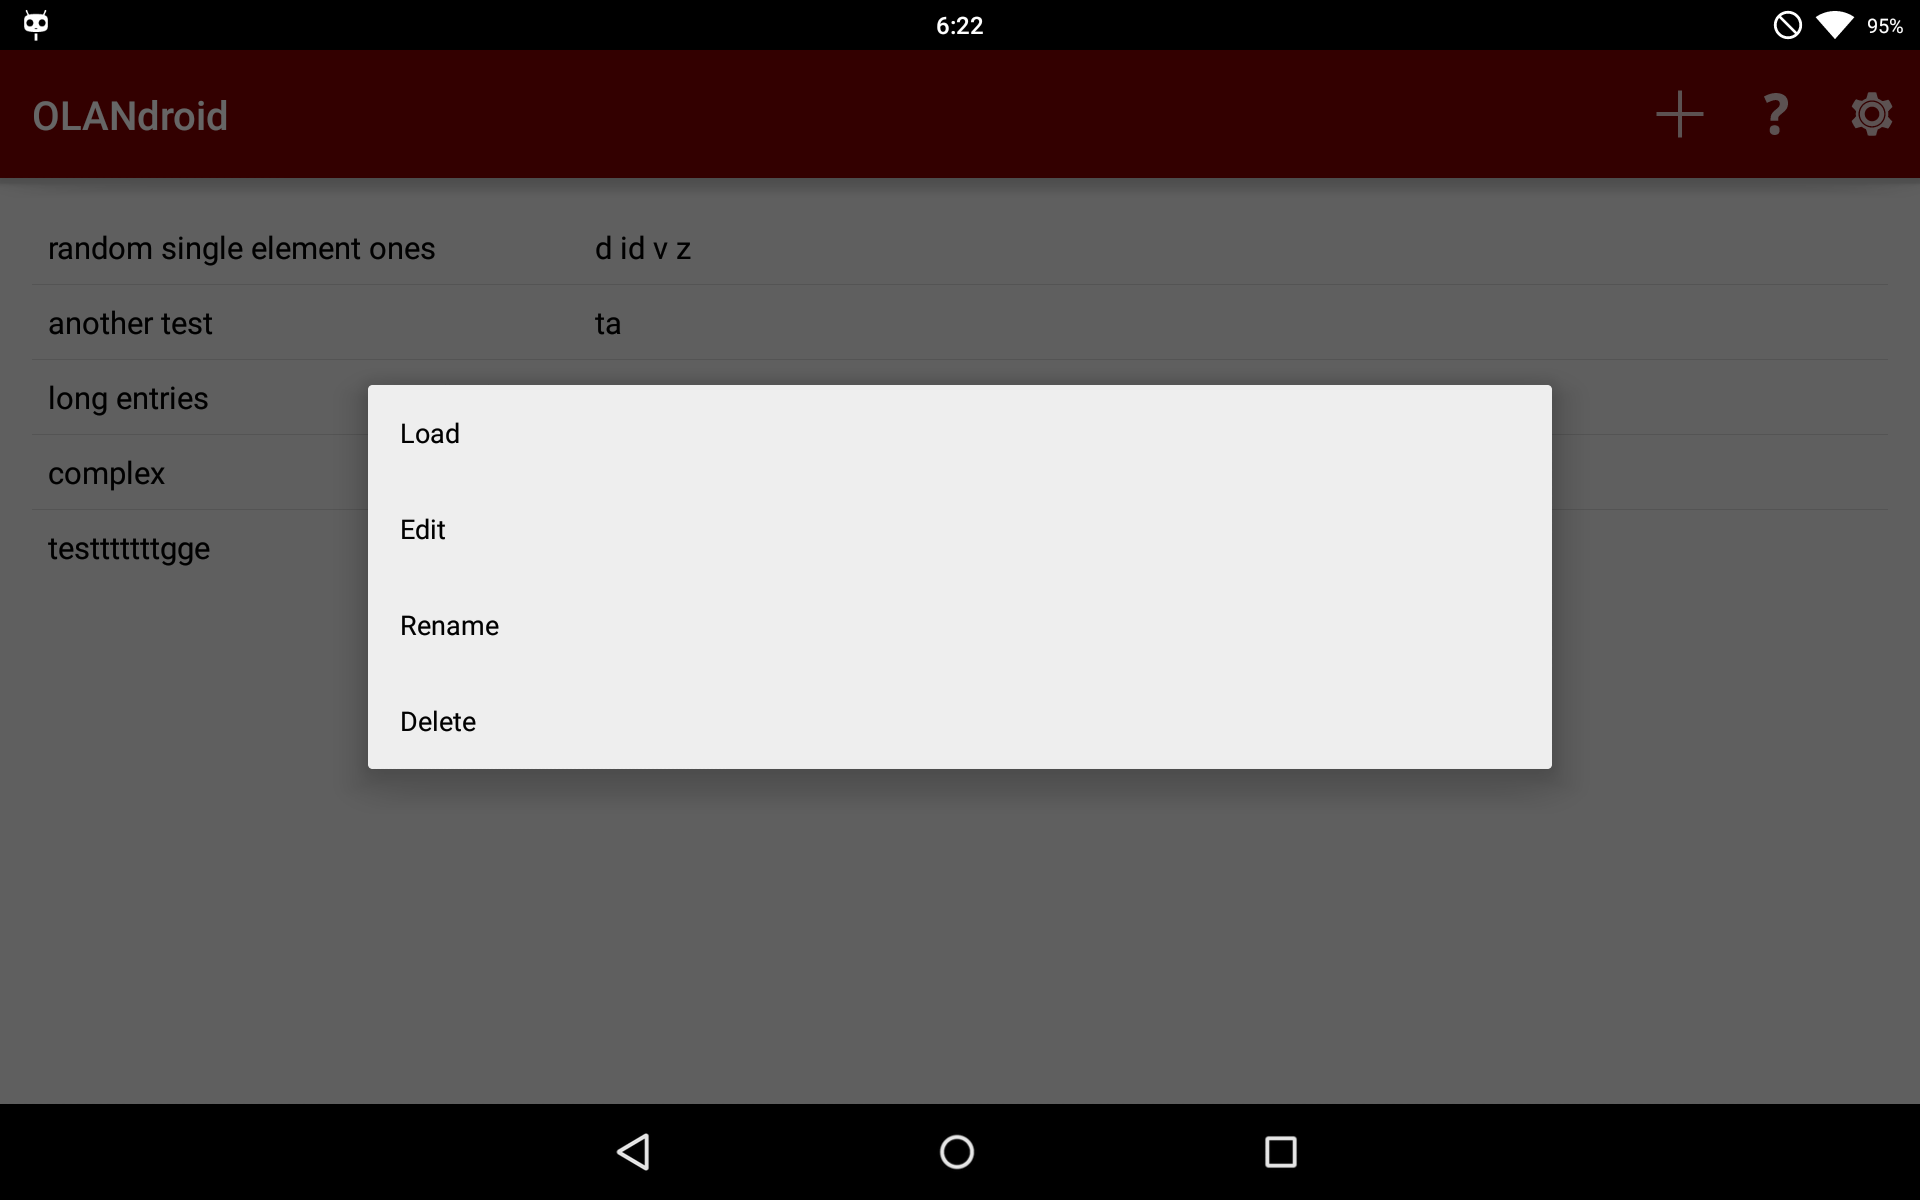 6:22
95%
OLANdroid
?
random single element ones d id v z
another test ta
long entries
complex
testttttttgge
Load
Edit
Rename
Delete